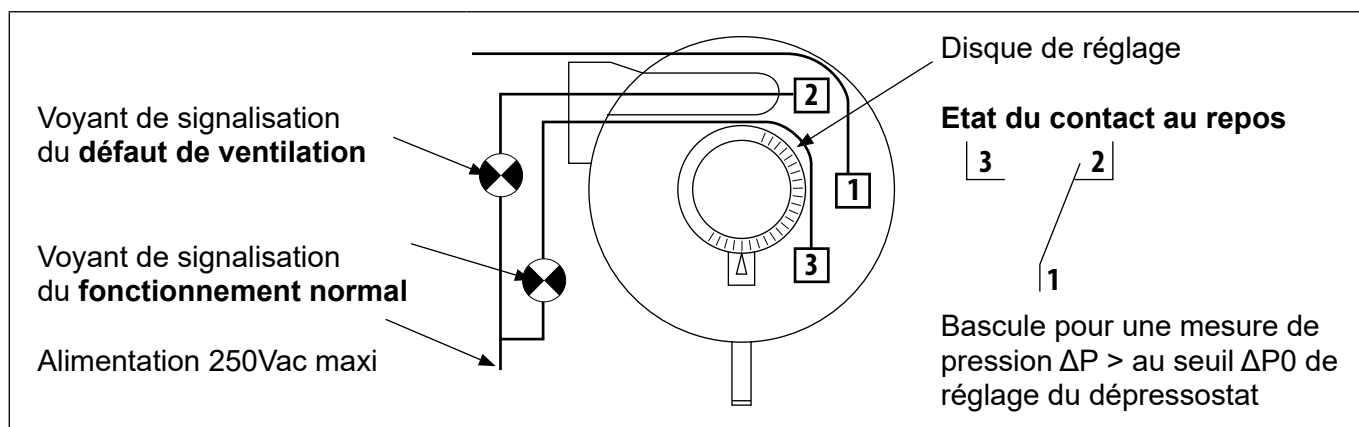 Voyant de signalisation
du défaut de ventilation
Voyant de signalisation
du fonctionnement normal
Alimentation 250Vac maxi
2
1
3
Disque de réglage
Etat du contact au repos
3 2
1
Bascule pour une mesure de
pression ΔP > au seuil ΔP0 de
réglage du dépressostat